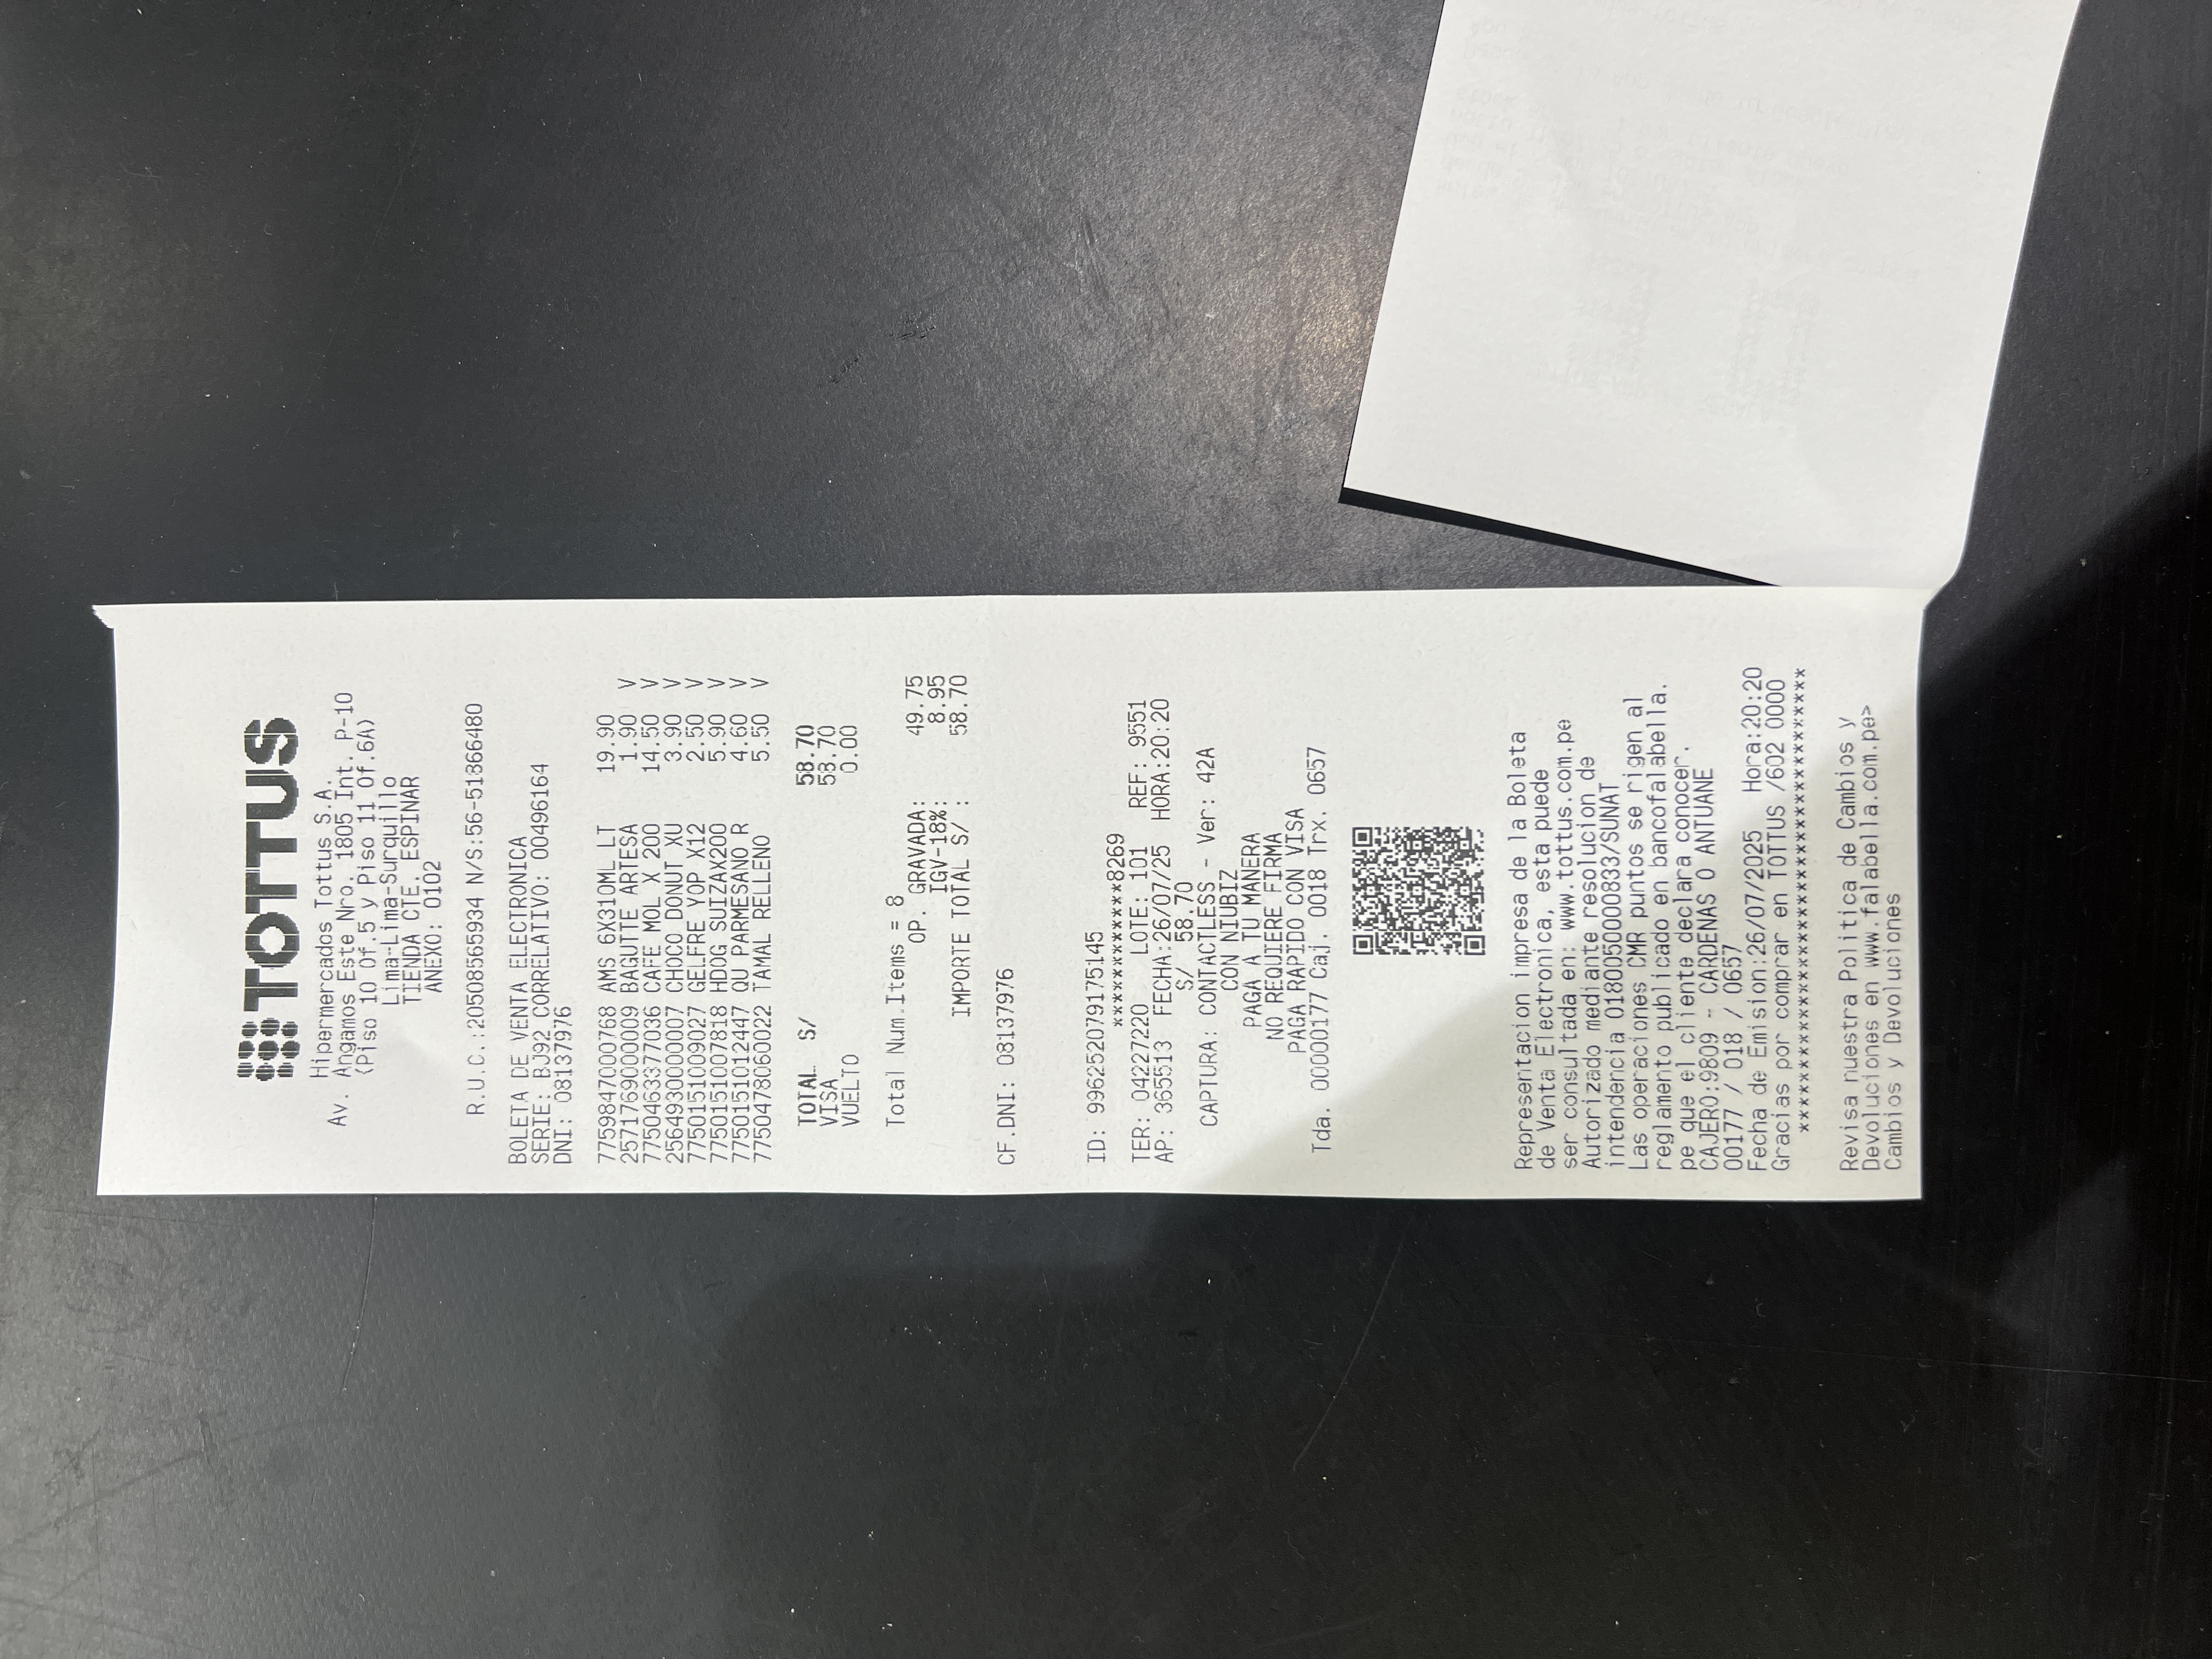 TOTTUS
Hipermercados Tottus S.A.
Av. Angamos Este Nro. 1805 Int. P-10
(Piso 10 Of.5 y Piso 11 Of.6A)
Lima-Lima-Surquillo
TIENDA CTE. ESPINAR
ANEXO: 0102
R.U.C.:20508565934 N/S:56-51866480
BOLETA DE VENTA ELECTRONICA
SERIE: BJ92 CORRELATIVO: 00496164
DNI: 08137976
7759847000768 AMS 6X310ML LT 19.90
2571769000009 BAGUTTE ARTESA 1.90 V
7750463377036 CAFE MOL X 200 14.50 V
2564930000007 CHOCO DONUT XU 3.90 V
7750151009027 GELFRE YOP X12 2.50 V
7750151007818 HDOG SUIZAX200 5.90 V
7750151012447 QU PARMESANO R 4.60 V
7750478060022 TAMAL RELLENO 5.50 V
TOTAL S/ 58.70
VISA 58.70
VUELTO 0.00
Total Num.Items = 8
OP. GRAVADA: 49.75
IGV-18%: 8.95
IMPORTE TOTAL S/ : 58.70
CF.DNI: 08137976
ID: 996252079175145
************8269
TER: 04227220 LOTE: 101 REF: 9551
AP: 365513 FECHA:26/07/25 HORA:20:20
S/ 58.70
CAPTURA: CONTACTLESS - Ver: 42A
CON NIUBIZ
PAGA A TU MANERA
NO REQUIERE FIRMA
PAGA RAPIDO CON VISA
Tda. 00000177 Caj. 0018 Trx. 0657
Representacion impresa de la Boleta
de Venta Electronica, esta puede
ser consultada en: www.tottus.com.pe
Autorizado mediante resolucion de
intendencia 0180050000833/SUNAT
Las operaciones CMR puntos se rigen al
reglamento publicado en bancofalabella.
pe que el cliente declara conocer.
CAJERO:9809 - CARDENAS O ANTUANE
00177 / 018 / 0657
Fecha de Emision:26/07/2025 Hora:20:20
Gracias por comprar en TOTTUS /602 0000
**************************************
Revisa nuestra Politica de Cambios y
Devoluciones en www.falabella.com.pe>
Cambios y Devoluciones